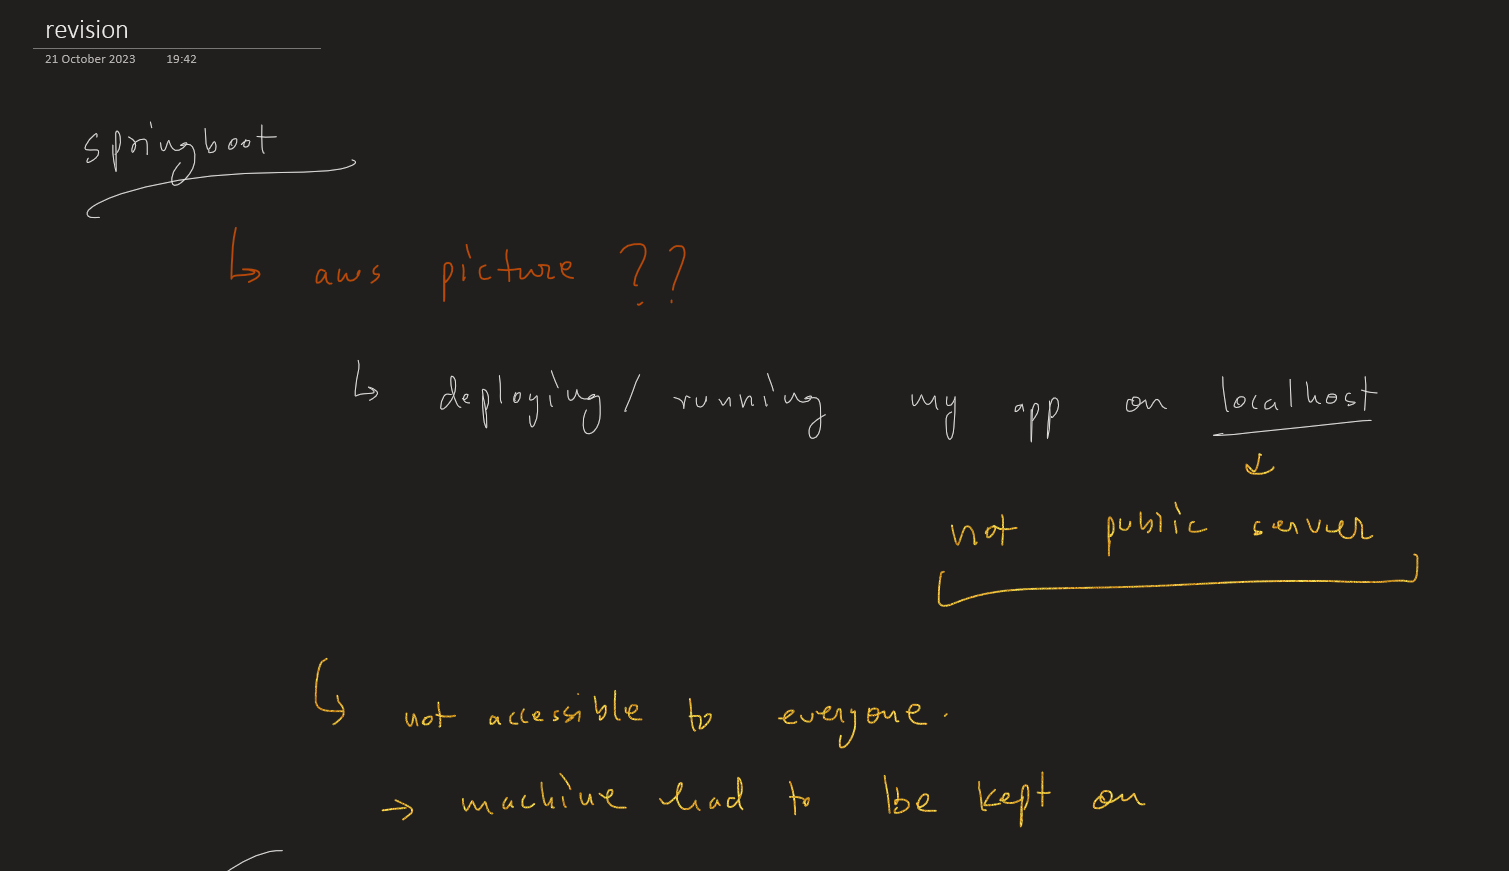 revision
21 October 2023 19:42
springboot
aws picture ??
deploying / running my app on localhost
not public server
not accessible to everyone.
machine had to be kept on